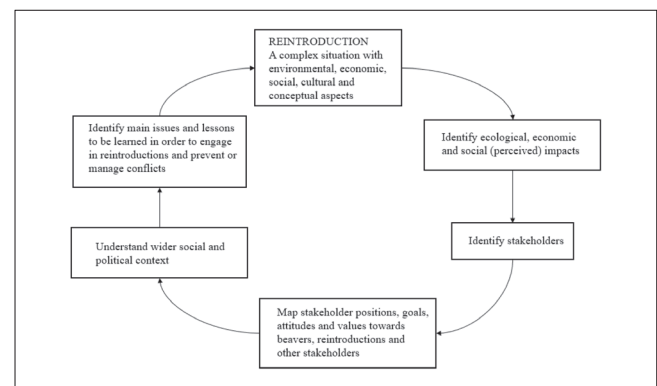 REINTRODUCTION
A complex situation with
environmental, economic,
social, cultural and
conceptual aspects
Identify ecological, economic
and social (perceived) impacts
Identify stakeholders
Map stakeholder positions, goals,
attitudes and values towards
beavers, reintroductions and
other stakeholders
Understand wider social and
political context
Identify main issues and lessons
to be learned in order to engage
in reintroductions and prevent or
manage conflicts